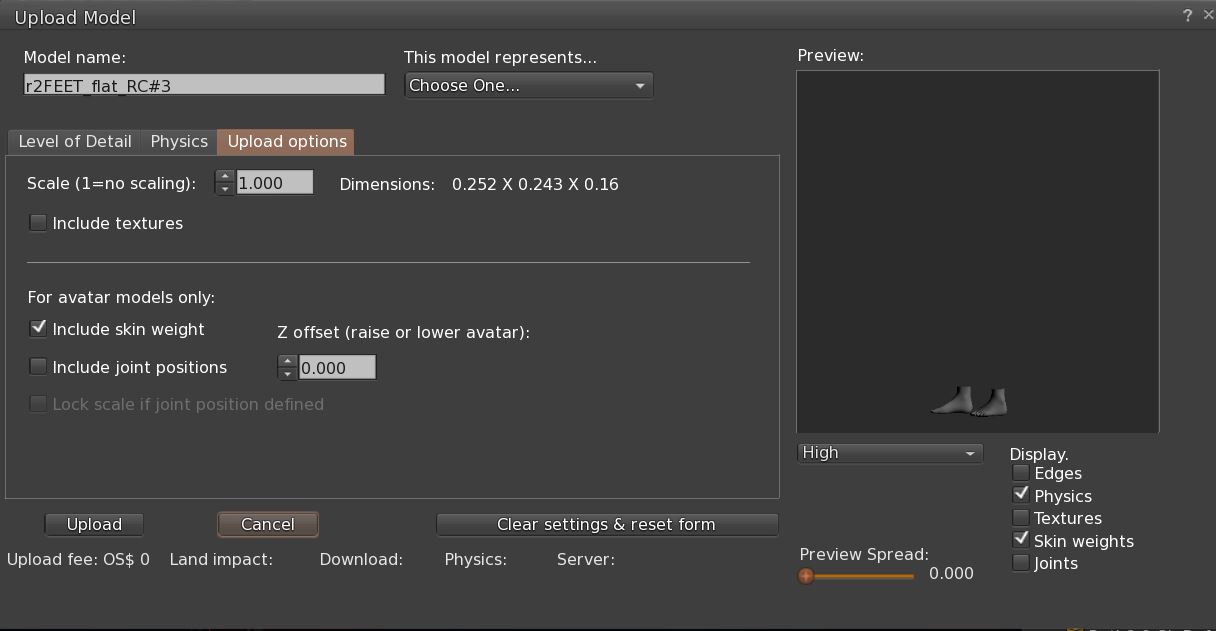 Upload Model
? ×
Model name:
This model represents...
Preview:
r2FEET_flat_RC#3
Choose One...
Level of Detail
Physics
Upload options
Scale (1=no scaling):
1.000
Dimensions:
0.252 X 0.243 X 0.16
Include textures
For avatar models only:
Include skin weight
Z offset (raise or lower avatar):
Include joint positions
0.000
Lock scale if joint position defined
High
Display.
Edges
Physics
Textures
Skin weights
Joints
Upload
Cancel
Clear settings & reset form
Preview Spread:
0.000
Upload fee: OS$ 0
Land impact:
Download:
Physics:
Server: